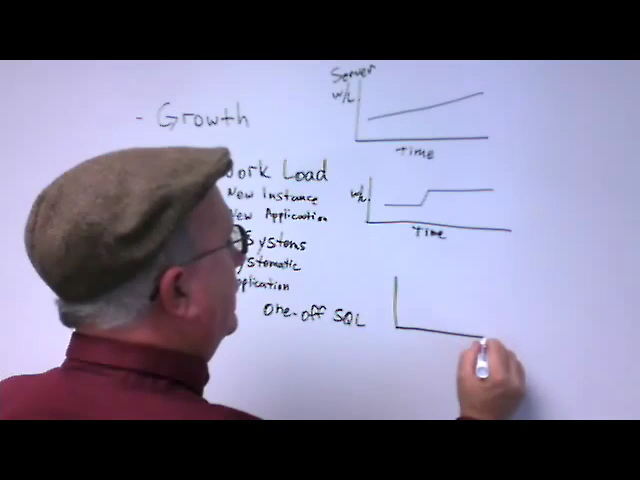 - Growth
Work Load
New Instance
New Application
Systems
Systematic
Application
One-off SQL
Server
W/L
Time
W/L
Time